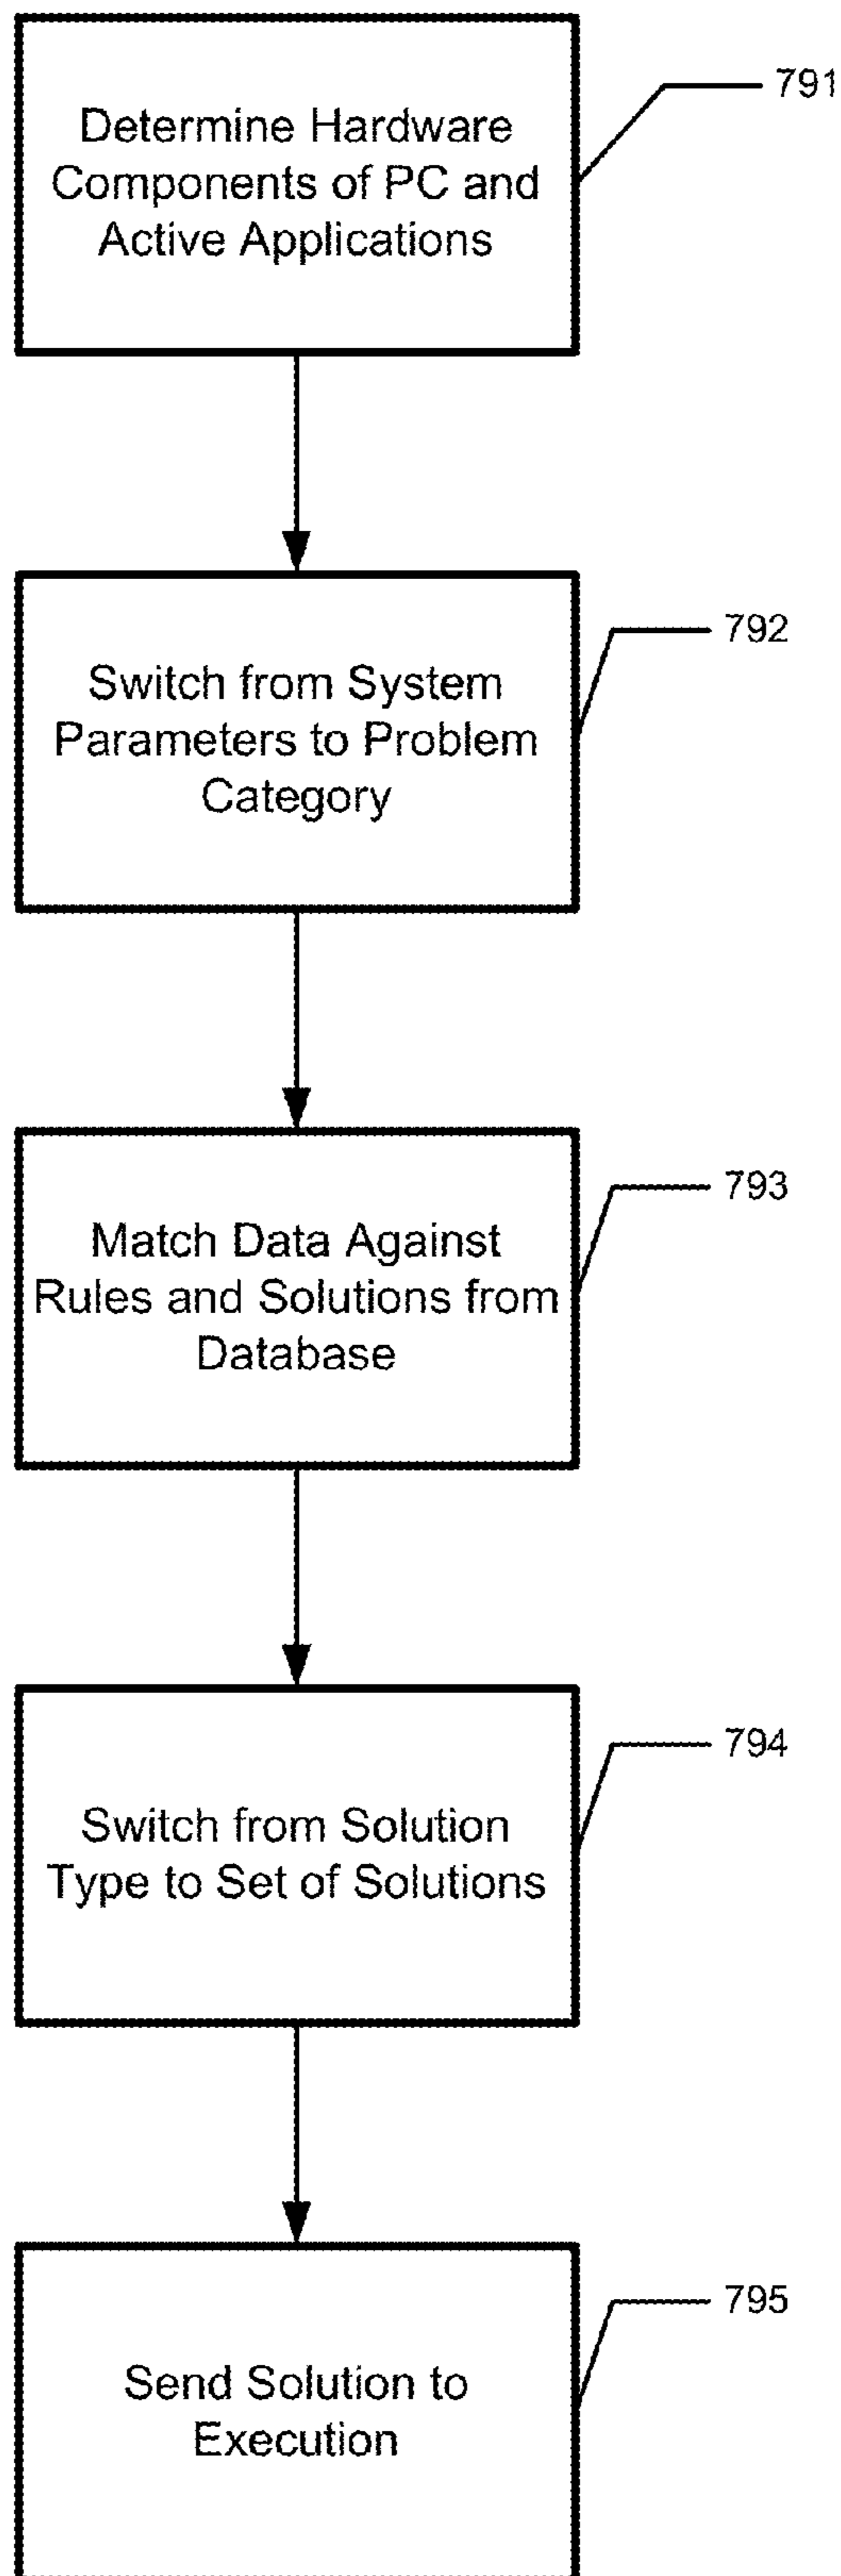 Determine Hardware
Components of PC and
Active Applications
791
Switch from System
Parameters to Problem
Category
792
Match Data Against
Rules and Solutions from
Database
793
Switch from Solution
Type to Set of Solutions
794
Send Solution to
Execution
795